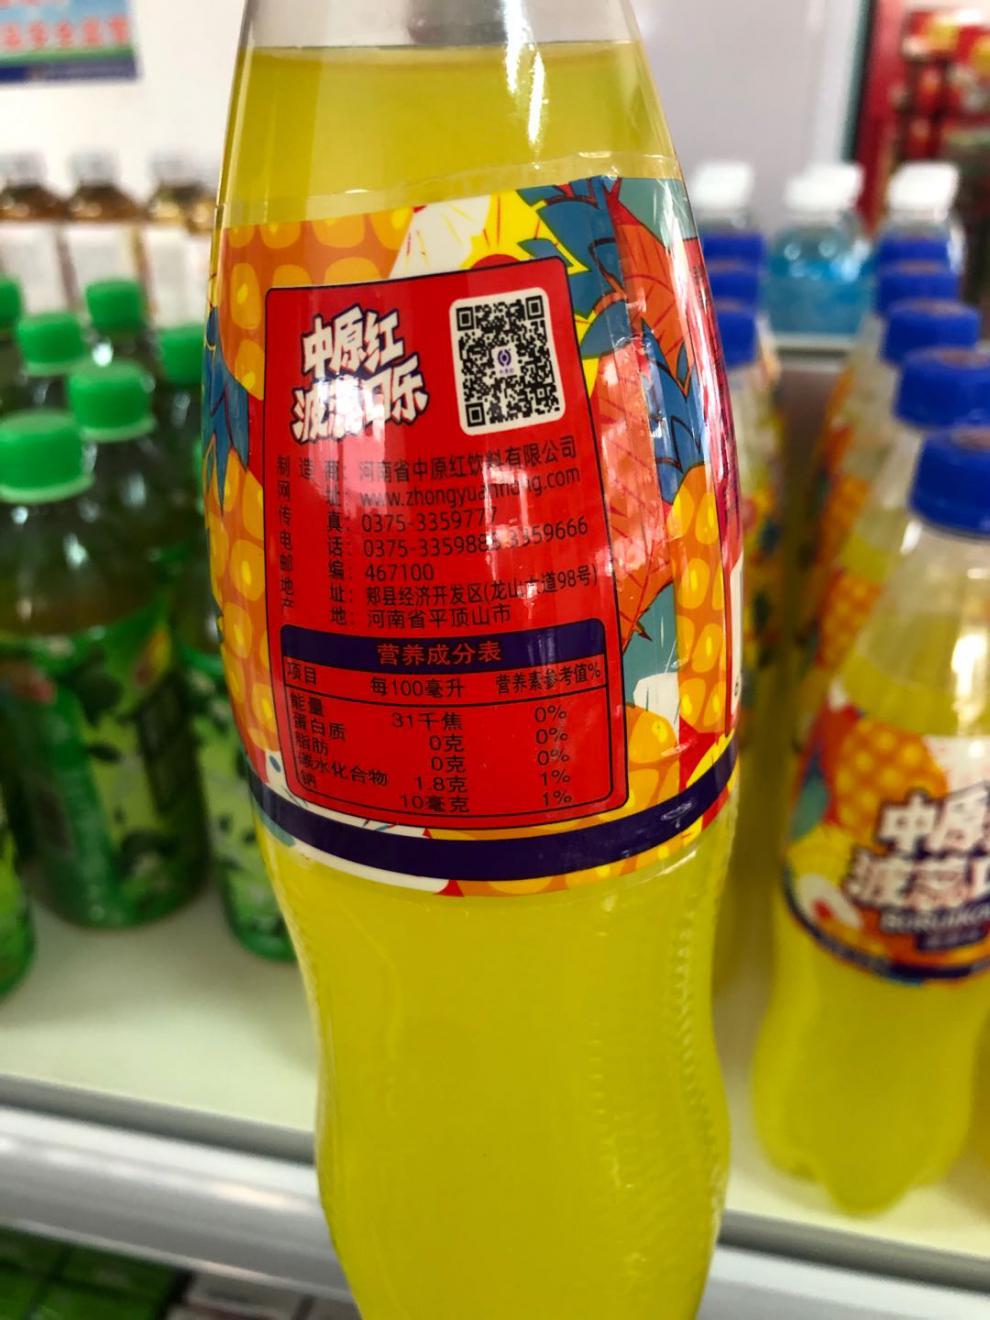 中原红
菠蕊可乐
制造商：河南省中原红饮料有限公司
网址：www.zhongyuanhong.com
传真：0375-3359777
电话：0375-3359885 3359666
邮编：467100
地址：郏县经济开发区(龙山大道98号)
产地：河南省平顶山市
营养成分表
项目 每100毫升 营养素参考值%
能量 31千焦 0%
蛋白质 0克 0%
脂肪 0克 0%
碳水化合物 1.8克 1%
钠 10毫克 1%
中原
菠蕊